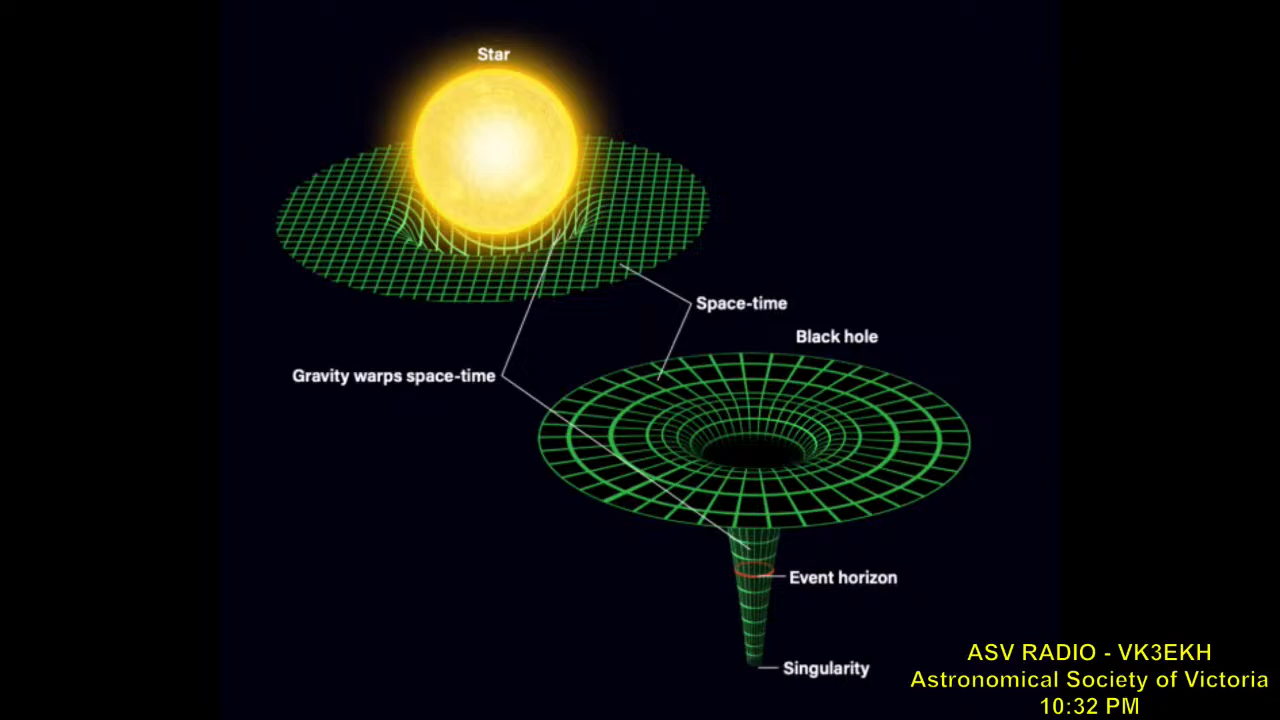 Star
Space-time
Black hole
Gravity warps space-time
Event horizon
Singularity
ASV RADIO - VK3EKH
Astronomical Society of Victoria
10:32 PM